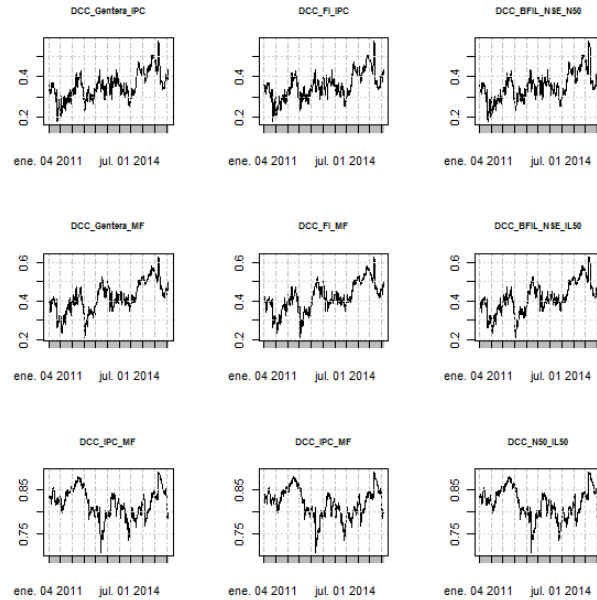 DCC_Gentera_IPC
DCC_FI_IPC
DCC_BFIL_NSE_N50
0.4
0.2
0.4
0.2
0.4
0.2
ene. 04 2011 jul. 01 2014
ene. 04 2011 jul. 01 2014
ene. 04 2011 jul. 01 2014
DCC_Gentera_MF
DCC_FI_MF
DCC_BFIL_NSE_IL50
0.6
0.4
0.2
0.6
0.4
0.2
0.6
0.4
0.2
ene. 04 2011 jul. 01 2014
ene. 04 2011 jul. 01 2014
ene. 04 2011 jul. 01 2014
DCC_IPC_MF
DCC_IPC_MF
DCC_N50_IL50
0.85
0.75
0.85
0.75
0.85
0.75
ene. 04 2011 jul. 01 2014
ene. 04 2011 jul. 01 2014
ene. 04 2011 jul. 01 2014